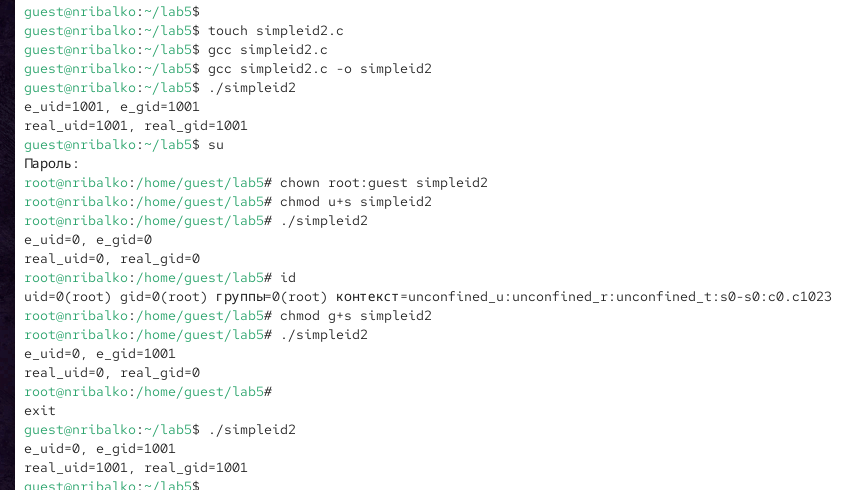 guest@nribalko:~/lab5$
guest@nribalko:~/lab5$ touch simpleid2.c
guest@nribalko:~/lab5$ gcc simpleid2.c
guest@nribalko:~/lab5$ gcc simpleid2.c -o simpleid2
guest@nribalko:~/lab5$ ./simpleid2
e_uid=1001, e_gid=1001
real_uid=1001, real_gid=1001
guest@nribalko:~/lab5$ su
Пароль:
root@nribalko:/home/guest/lab5# chown root:guest simpleid2
root@nribalko:/home/guest/lab5# chmod u+s simpleid2
root@nribalko:/home/guest/lab5# ./simpleid2
e_uid=0, e_gid=0
real_uid=0, real_gid=0
root@nribalko:/home/guest/lab5# id
uid=0(root) gid=0(root) группы=0(root) контекст=unconfined_u:unconfined_r:unconfined_t:s0-s0:c0.c1023
root@nribalko:/home/guest/lab5# chmod g+s simpleid2
root@nribalko:/home/guest/lab5# ./simpleid2
e_uid=0, e_gid=1001
real_uid=0, real_gid=0
root@nribalko:/home/guest/lab5#
exit
guest@nribalko:~/lab5$ ./simpleid2
e_uid=0, e_gid=1001
real_uid=1001, real_gid=1001
guest@nribalko:~/lab5$